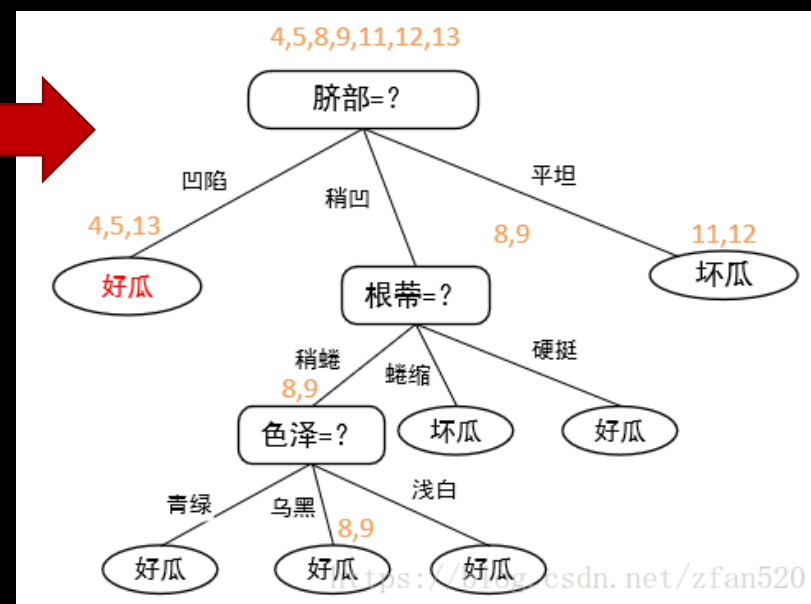 4,5,8,9,11,12,13
脐部=?
凹陷
稍凹
平坦
4,5,13
8,9
11,12
好瓜
根蒂=?
坏瓜
稍蜷
蜷缩
硬挺
8,9
色泽=?
坏瓜
好瓜
青绿
乌黑
浅白
8,9
好瓜
好瓜
好瓜
https://blog.csdn.net/zfan520